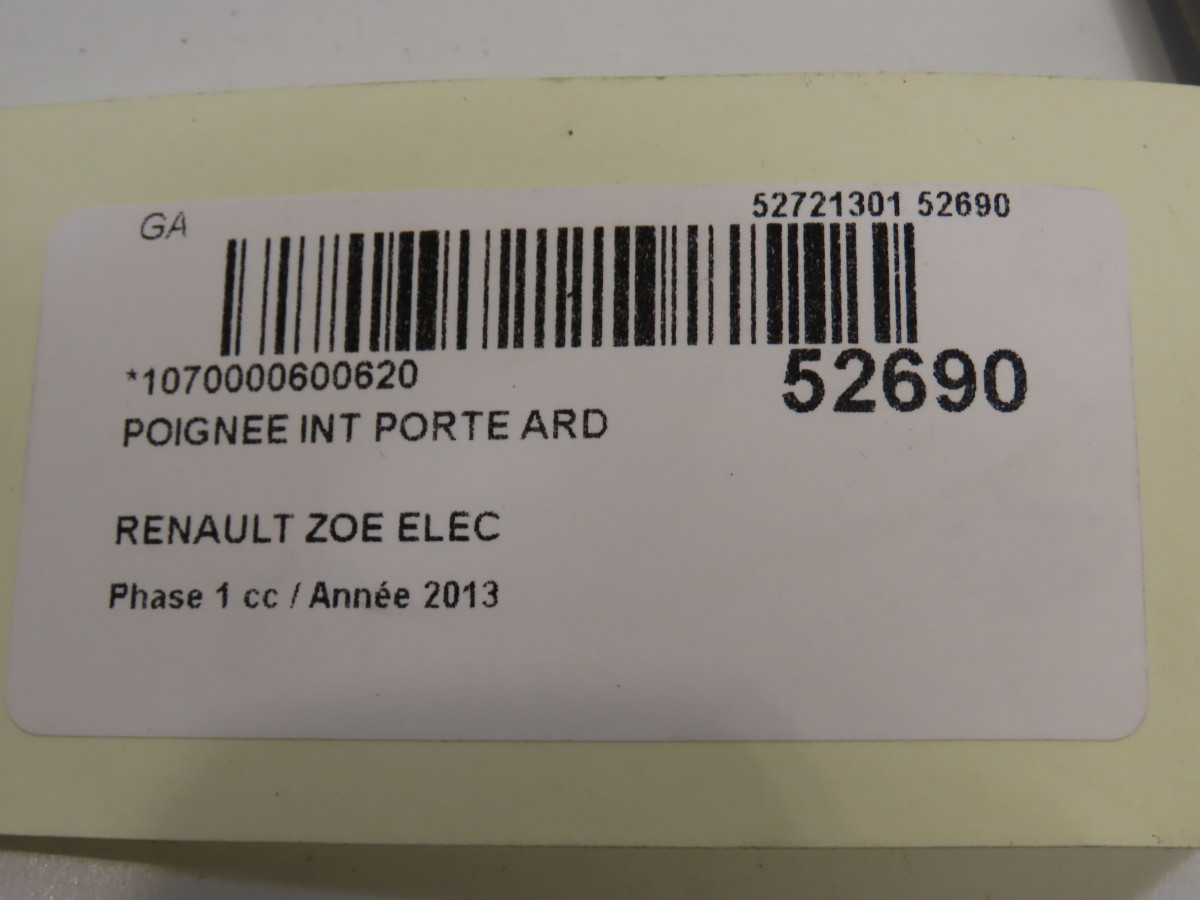 GA
52721301 52690
*1070000600620
52690
POIGNEE INT PORTE ARD
RENAULT ZOE ELEC
Phase 1 cc / Année 2013